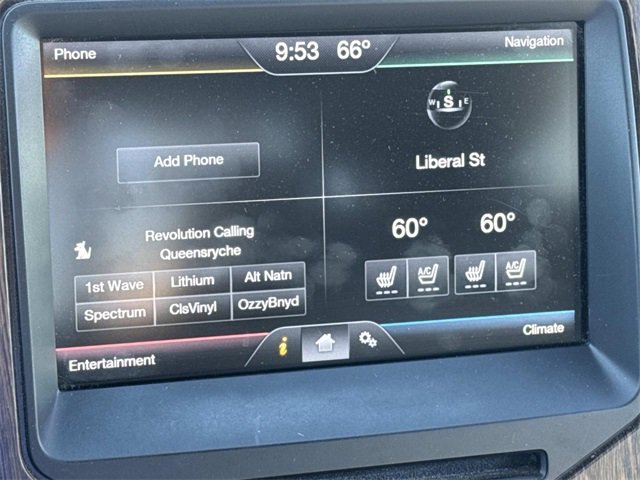 Phone
9:53 66°
Navigation
W S E
Add Phone
Liberal St
Revolution Calling
Queensryche
1st Wave Lithium Alt Natn
Spectrum ClsVinyl OzzyBnyd
60° 60°
A/C A/C
Entertainment
i
Climate